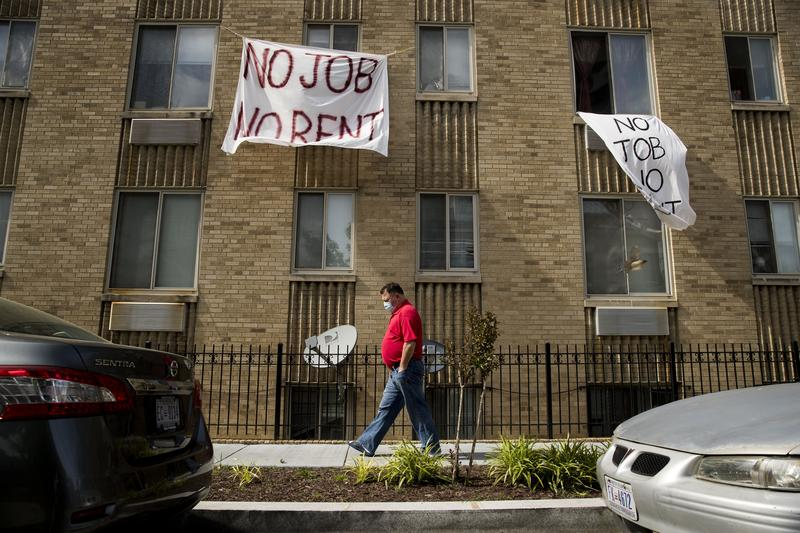 NO JOB
NO RENT
NO
JOB
NO
SENTRA